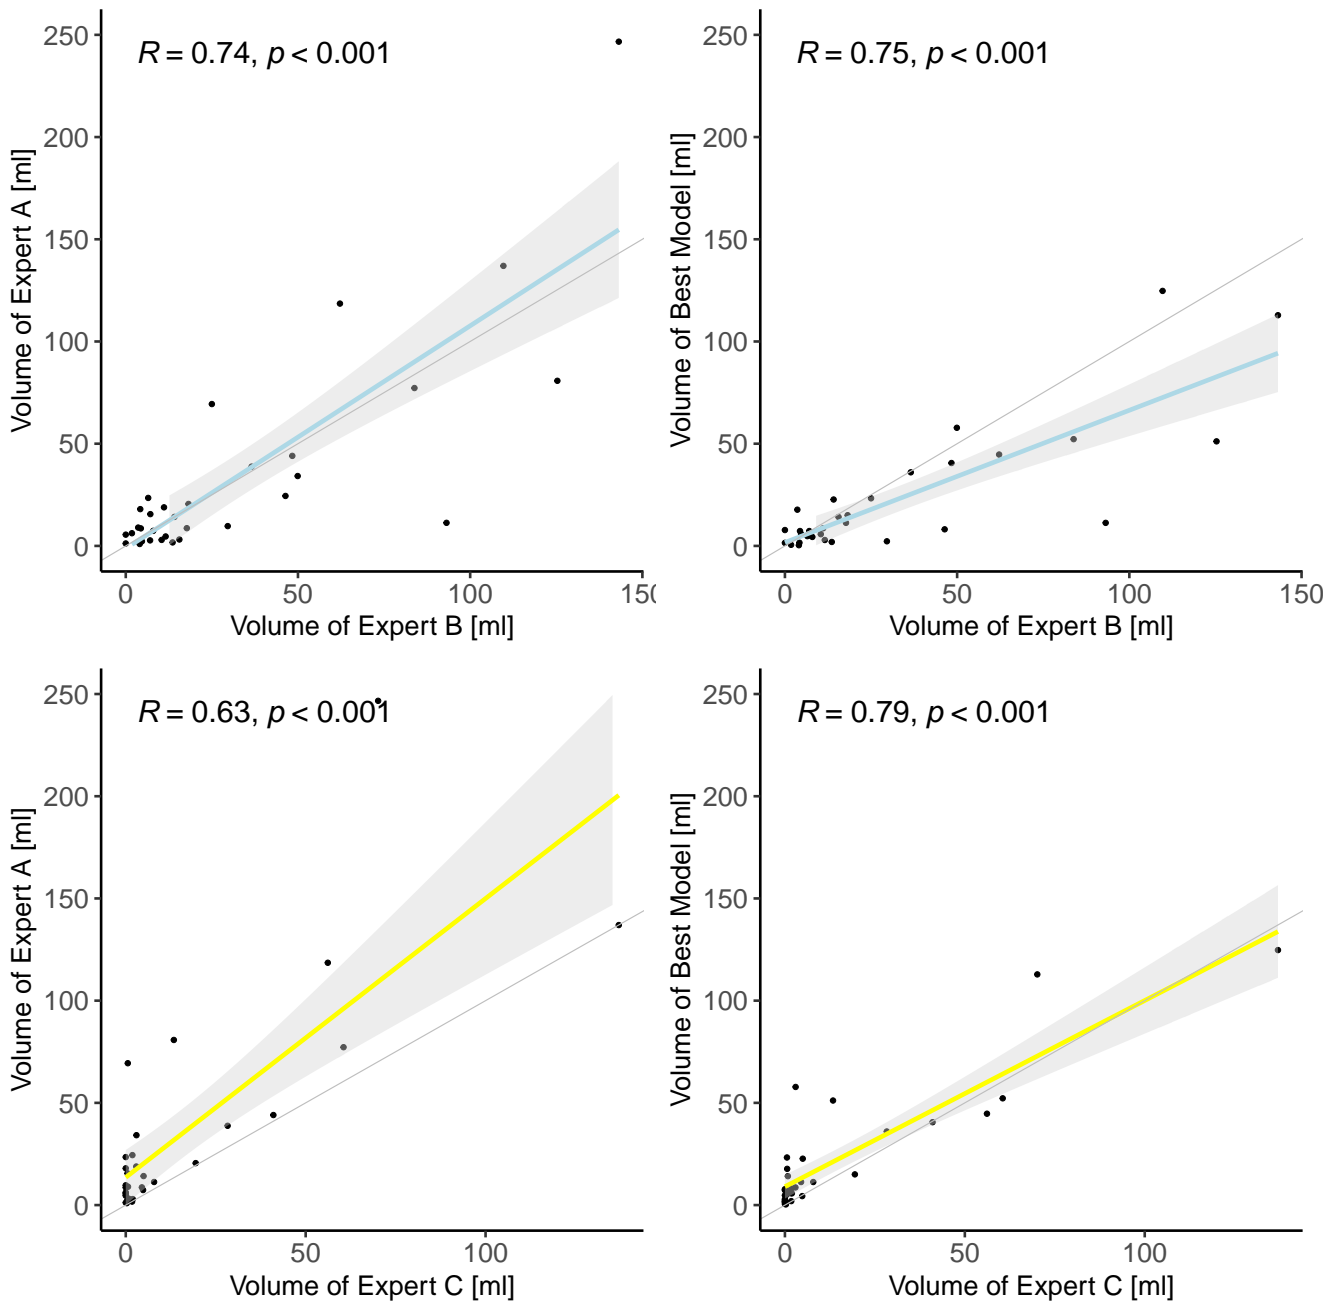 R = 0.74, p < 0.001
250
200
150
100
50
0
Volume of Expert A [ml]
0 50 100 150
Volume of Expert B [ml]
R = 0.75, p < 0.001
250
200
150
100
50
0
Volume of Best Model [ml]
0 50 100 150
Volume of Expert B [ml]
R = 0.63, p < 0.001
250
200
150
100
50
0
Volume of Expert A [ml]
0 50 100
Volume of Expert C [ml]
R = 0.79, p < 0.001
250
200
150
100
50
0
Volume of Best Model [ml]
0 50 100
Volume of Expert C [ml]